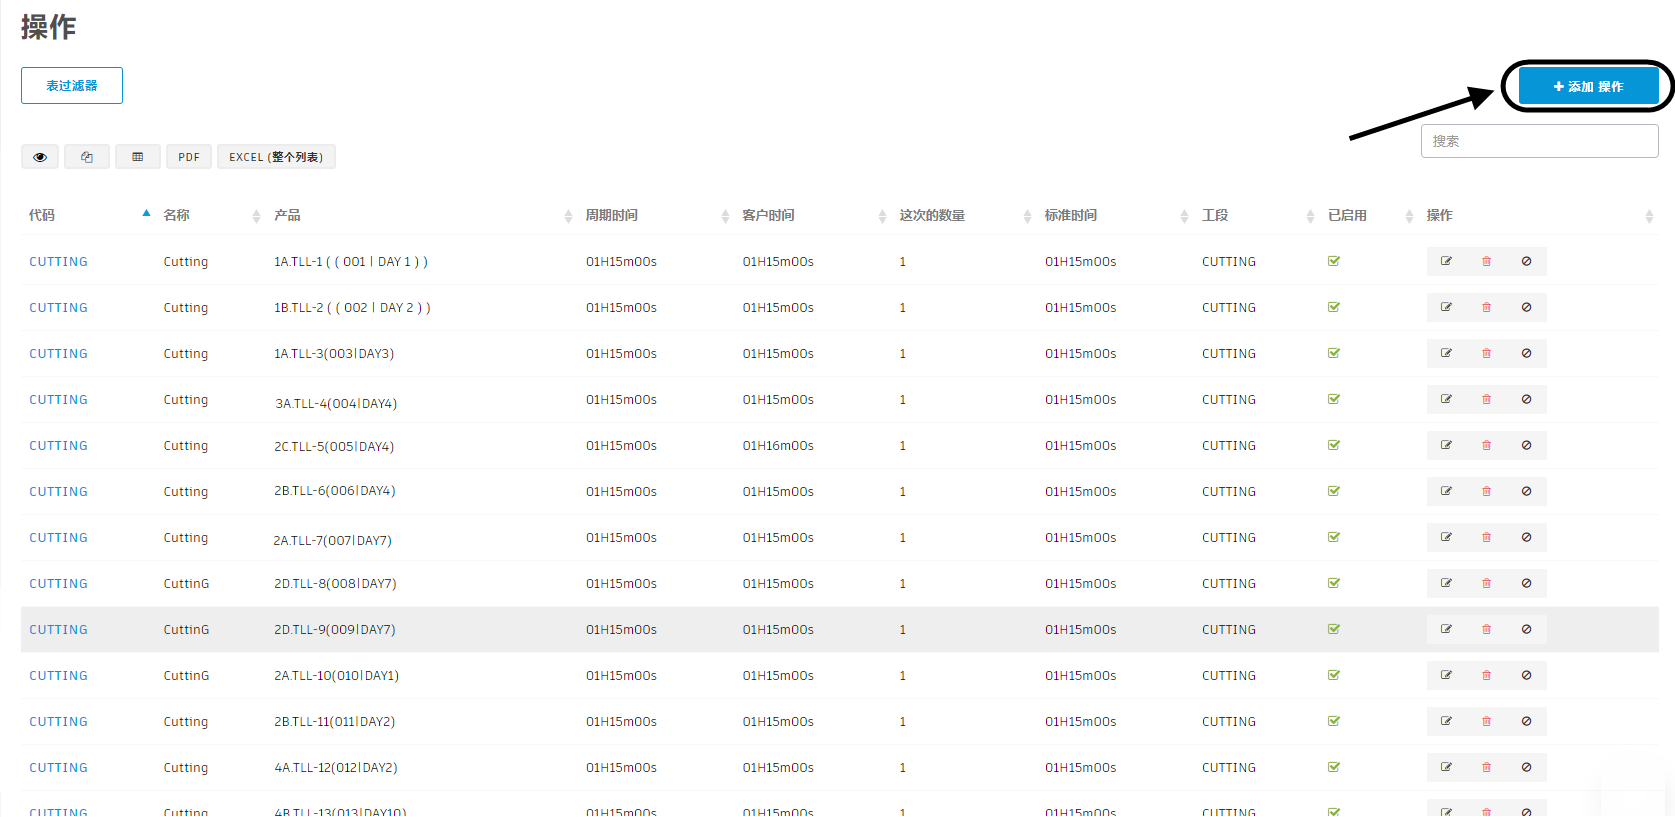 操作
表过滤器
添加 操作
搜索
PDF EXCEL (整个列表)
代码 名称 产品 周期时间 客户时间 这次的数量 标准时间 工段 已启用 操作
CUTTING Cutting 1A.TLL-1 ( ( 001 | DAY 1 ) ) 01H15m00s 01H15m00s 1 01H15m00s CUTTING
CUTTING Cutting 1B.TLL-2 ( ( 002 | DAY 2 ) ) 01H15m00s 01H15m00s 1 01H15m00s CUTTING
CUTTING Cutting 1A.TLL-3(003|DAY3) 01H15m00s 01H15m00s 1 01H15m00s CUTTING
CUTTING Cutting 3A.TLL-4(004|DAY4) 01H15m00s 01H15m00s 1 01H15m00s CUTTING
CUTTING Cutting 2C.TLL-5(005|DAY4) 01H15m00s 01H16m00s 1 01H15m00s CUTTING
CUTTING Cutting 2B.TLL-6(006|DAY4) 01H15m00s 01H15m00s 1 01H15m00s CUTTING
CUTTING Cutting 2A.TLL-7(007|DAY7) 01H15m00s 01H15m00s 1 01H15m00s CUTTING
CUTTING CuttinG 2D.TLL-8(008|DAY7) 01H15m00s 01H15m00s 1 01H15m00s CUTTING
CUTTING CuttinG 2D.TLL-9(009|DAY7) 01H15m00s 01H15m00s 1 01H15m00s CUTTING
CUTTING CuttinG 2A.TLL-10(010|DAY1) 01H15m00s 01H15m00s 1 01H15m00s CUTTING
CUTTING Cutting 2B.TLL-11(011|DAY2) 01H15m00s 01H15m00s 1 01H15m00s CUTTING
CUTTING Cutting 4A.TLL-12(012|DAY2) 01H15m00s 01H15m00s 1 01H15m00s CUTTING
CUTTING Cutting 4B.TLL-13(013|DAY10) 01H15m00s 01H15m00s 1 01H15m00s CUTTING